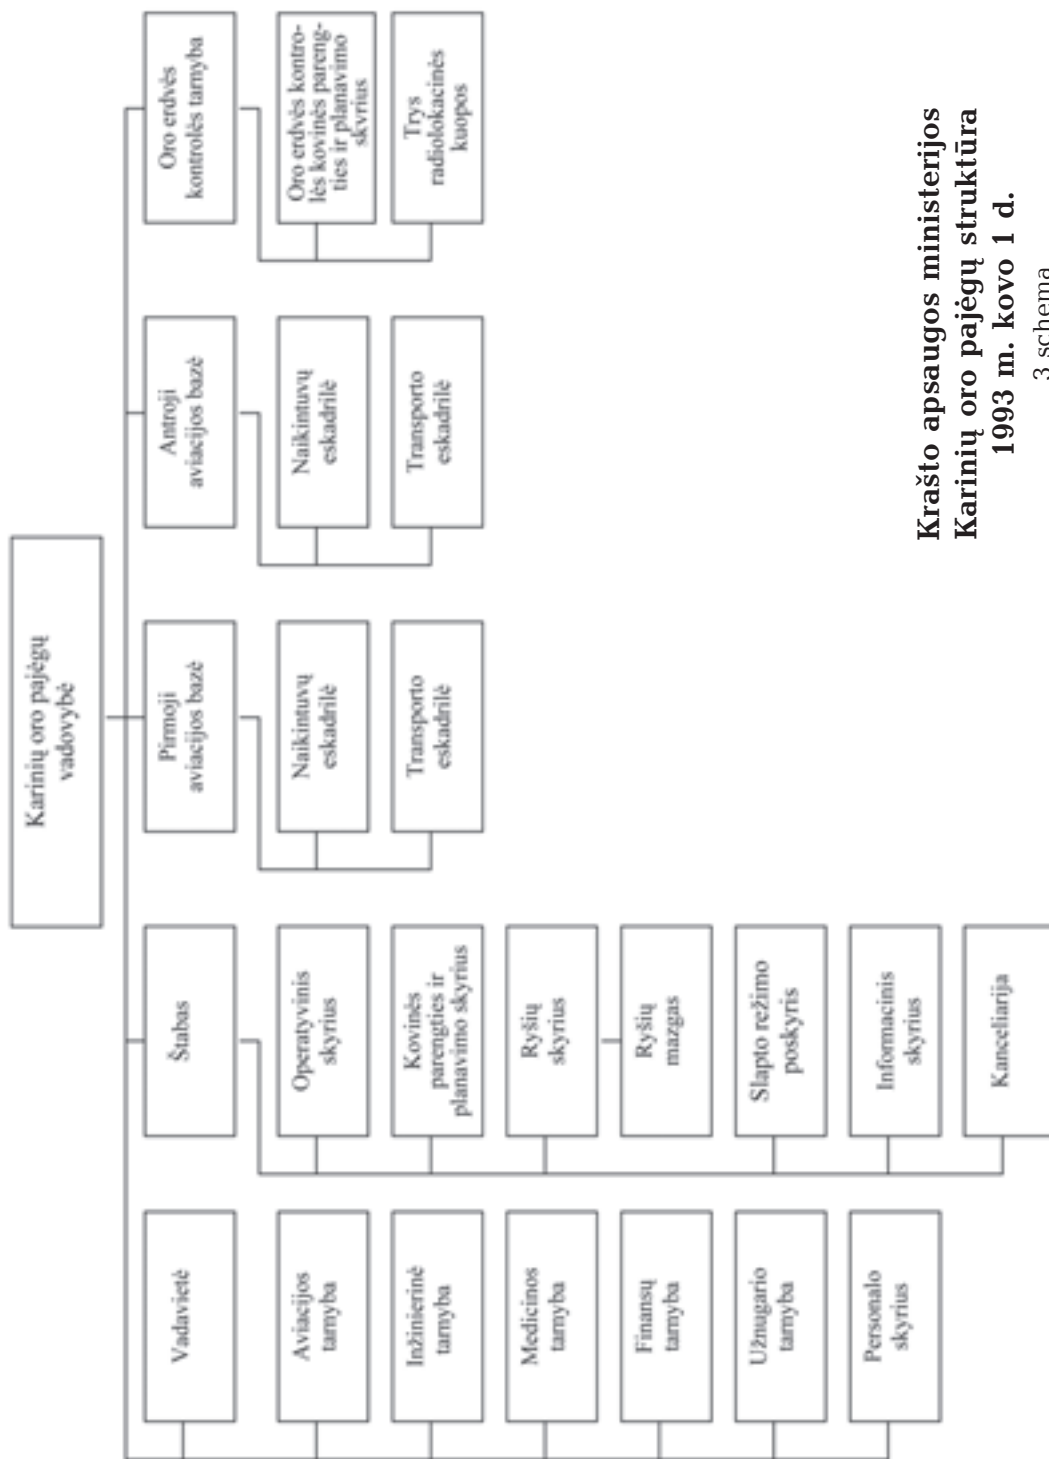 Karinių oro pajėgų
vadovybė
Vadavietė
Aviacijos
tarnyba
Inžinierinė
tarnyba
Medicinos
tarnyba
Finansų
tarnyba
Užnugario
tarnyba
Personalo
skyrius
Štabas
Operatyvinis
skyrius
Kovinės
parengties ir
planavimo skyrius
Ryšių
skyrius
Ryšių
mazgas
Slapto režimo
poskyris
Informacinis
skyrius
Kanceliarija
Pirmoji
aviacijos bazė
Naikintuvų
eskadrilė
Transporto
eskadrilė
Antroji
aviacijos bazė
Naikintuvų
eskadrilė
Transporto
eskadrilė
Oro erdvės
kontrolės tarnyba
Oro erdvės kontro-
lės kovinės pareng-
ties ir planavimo
skyrius
Trys
radiolokacinės
kuopos
Krašto apsaugos ministerijos
Karinių oro pajėgų struktūra
1993 m. kovo 1 d.
3 schema